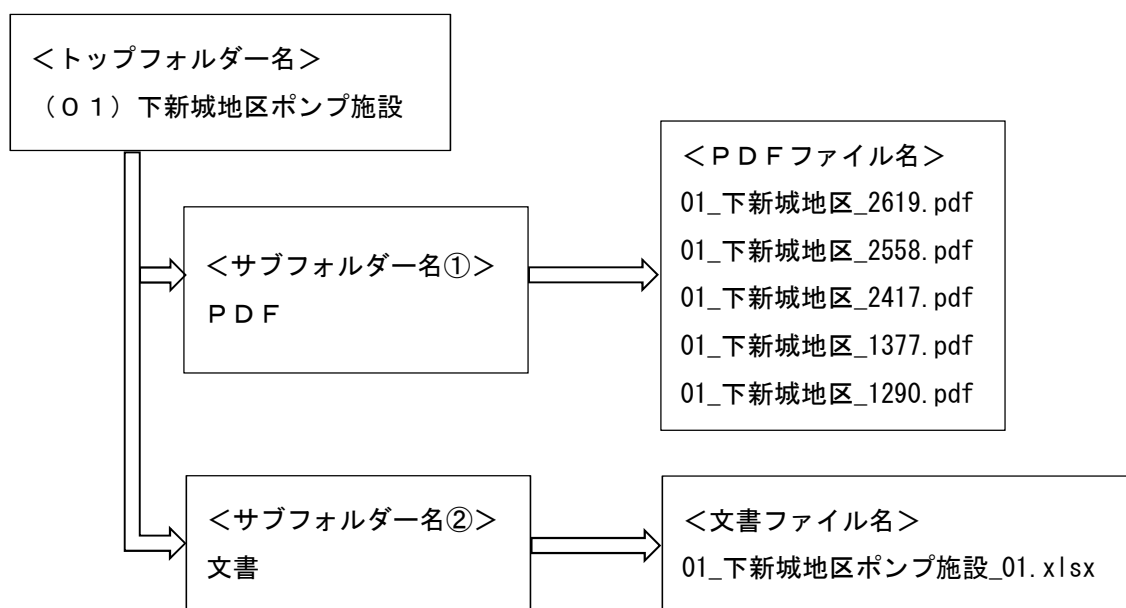 ＜トップフォルダー名＞
（０１）下新城地区ポンプ施設
＜サブフォルダー名①＞
ＰＤＦ
＜ＰＤＦファイル名＞
01_下新城地区_2619.pdf
01_下新城地区_2558.pdf
01_下新城地区_2417.pdf
01_下新城地区_1377.pdf
01_下新城地区_1290.pdf
＜サブフォルダー名②＞
文書
＜文書ファイル名＞
01_下新城地区ポンプ施設_01.xlsx